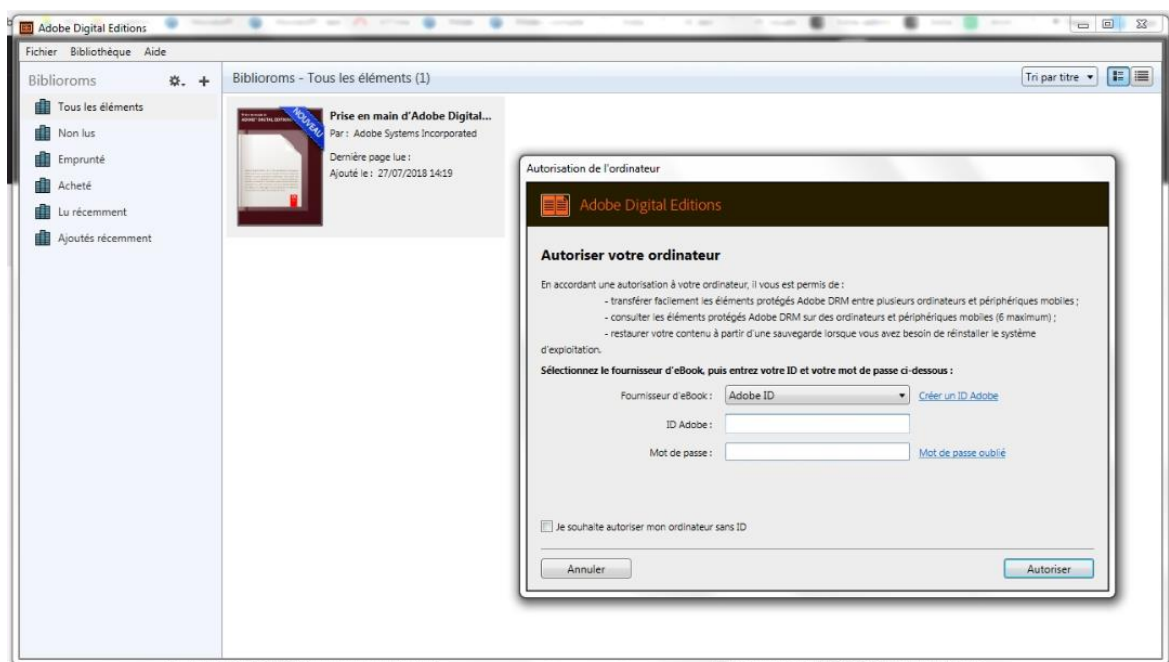 Adobe Digital Editions
Fichier Bibliothèque Aide
Biblioroms
Biblioroms - Tous les éléments (1)
Tri par titre
Tous les éléments
Non lus
Emprunté
Acheté
Lu récemment
Ajoutés récemment
NOUVEAU
Prise en main d'Adobe Digital...
Par : Adobe Systems Incorporated
Dernière page lue :
Ajouté le : 27/07/2018 14:19
Autorisation de l'ordinateur
Adobe Digital Editions
Autoriser votre ordinateur
En accordant une autorisation à votre ordinateur, il vous est permis de :
- transférer facilement les éléments protégés Adobe DRM entre plusieurs ordinateurs et périphériques mobiles ;
- consulter les éléments protégés Adobe DRM sur des ordinateurs et périphériques mobiles (6 maximum) ;
- restaurer votre contenu à partir d'une sauvegarde lorsque vous avez besoin de réinstaller le système
d'exploitation.
Sélectionnez le fournisseur d'eBook, puis entrez votre ID et votre mot de passe ci-dessous :
Fournisseur d'eBook : Adobe ID Créer un ID Adobe
ID Adobe :
Mot de passe : Mot de passe oublié
Je souhaite autoriser mon ordinateur sans ID
Annuler Autoriser